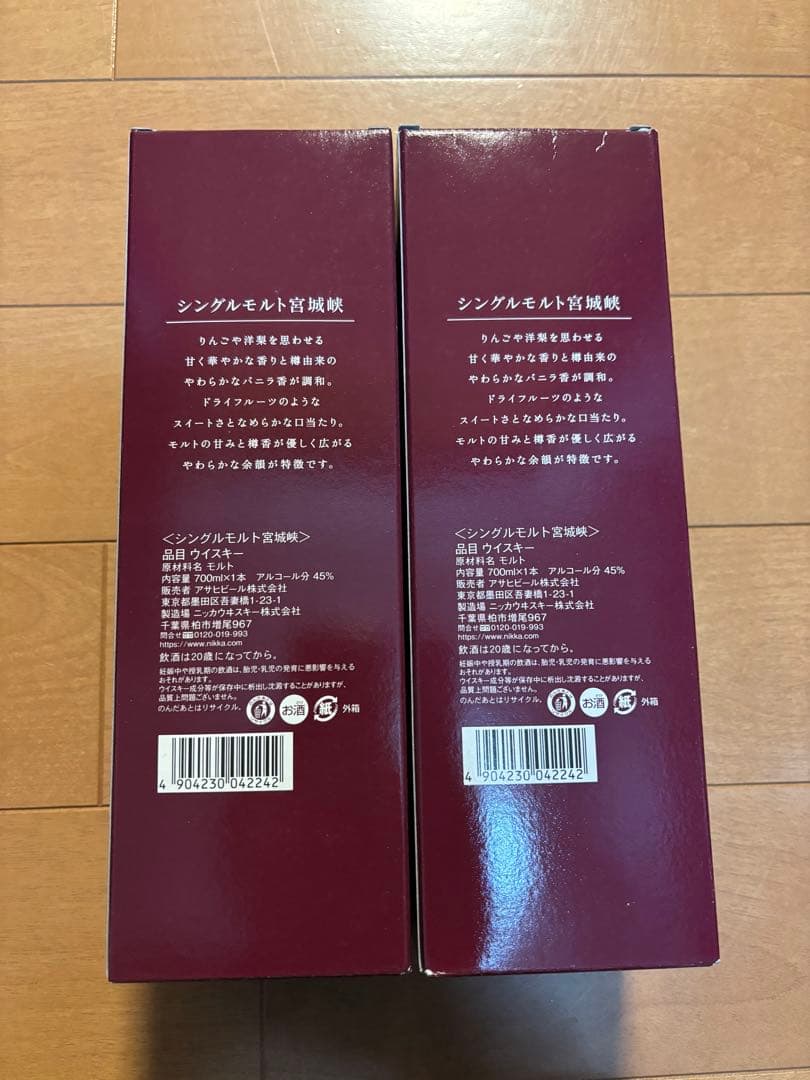 シングルモルト宮城峡
りんごや洋梨を思わせる
甘く華やかな香りと樽由来の
やわらかなバニラ香が調和。
ドライフルーツのような
スイートさとなめらかな口当たり。
モルトの甘みと樽香が優しく広がる
やわらかな余韻が特徴です。
<シングルモルト宮城峡>
品目 ウイスキー
原材料名 モルト
内容量 700ml×1本 アルコール分 45%
販売者 アサヒビール株式会社
東京都墨田区吾妻橋1-23-1
製造場 ニッカウヰスキー株式会社
千葉県柏市増尾967
問合せ 0120-019-993
https://www.nikka.com
飲酒は20歳になってから。
妊娠中や授乳期の飲酒は、胎児・乳児の発育に悪影響を与える
おそれがあります。
ウイスキー成分等が保存中に析出し沈澱することがありますが、
品質上問題ございません。
のんだあとはリサイクル。 お酒 紙 外箱
4 904230 042242
シングルモルト宮城峡
りんごや洋梨を思わせる
甘く華やかな香りと樽由来の
やわらかなバニラ香が調和。
ドライフルーツのような
スイートさとなめらかな口当たり。
モルトの甘みと樽香が優しく広がる
やわらかな余韻が特徴です。
<シングルモルト宮城峡>
品目 ウイスキー
原材料名 モルト
内容量 700ml×1本 アルコール分 45%
販売者 アサヒビール株式会社
東京都墨田区吾妻橋1-23-1
製造場 ニッカウヰスキー株式会社
千葉県柏市増尾967
問合せ 0120-019-993
https://www.nikka.com
飲酒は20歳になってから。
妊娠中や授乳期の飲酒は、胎児・乳児の発育に悪影響を与える
おそれがあります。
ウイスキー成分等が保存中に析出し沈澱することがありますが、
品質上問題ございません。
のんだあとはリサイクル。 お酒 紙 外箱
4 904230 042242